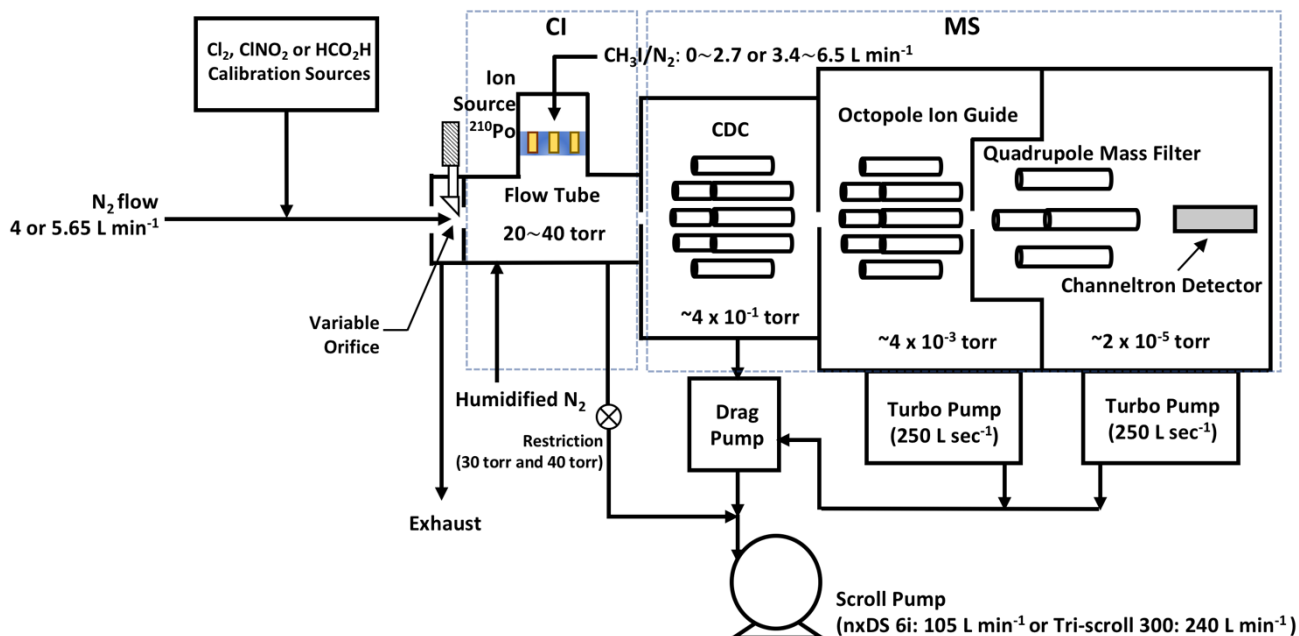 CI
MS
Cl₂, ClNO₂ or HCO₂H
Calibration Sources
CH₃I/N₂: 0~2.7 or 3.4~6.5 L min⁻¹
Ion
Source
²¹⁰Po
CDC
Octopole Ion Guide
Quadrupole Mass Filter
N₂ flow
4 or 5.65 L min⁻¹
Flow Tube
20~40 torr
Channeltron Detector
~4 x 10⁻¹ torr
~4 x 10⁻³ torr
~2 x 10⁻⁵ torr
Variable
Orifice
Humidified N₂
Restriction
(30 torr and 40 torr)
Drag
Pump
Turbo Pump
(250 L sec⁻¹)
Turbo Pump
(250 L sec⁻¹)
Exhaust
Scroll Pump
(nxDS 6i: 105 L min⁻¹ or Tri-scroll 300: 240 L min⁻¹)